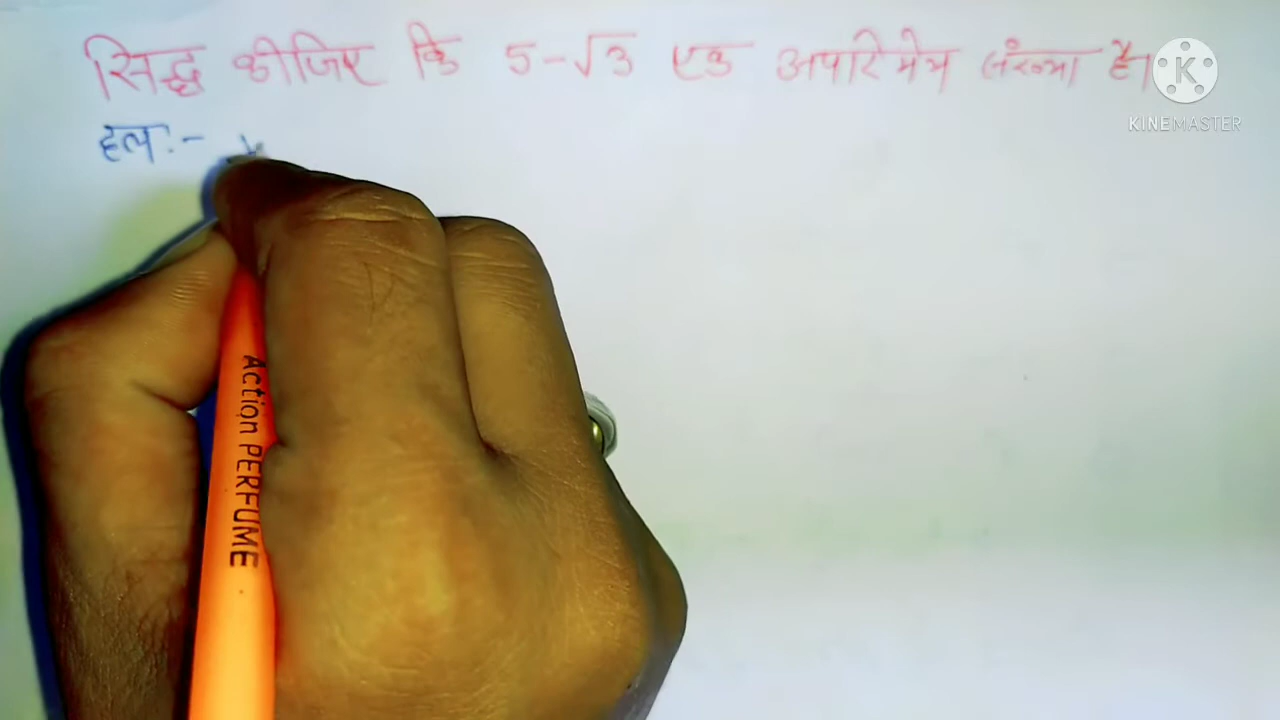 सिद्ध कीजिए कि 5-√3 एक अपरिमेय संख्या है।
K
KINEMASTER
हल :-
Action PERFUME